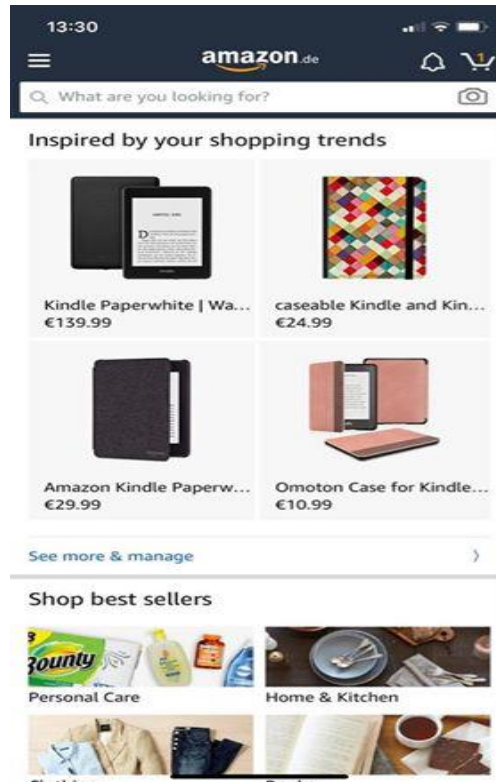 13:30
amazon.de
1
What are you looking for?
Inspired by your shopping trends
Kindle Paperwhite | Wa...
€139.99
caseable Kindle and Kin...
€24.99
Amazon Kindle Paperw...
€29.99
Omoton Case for Kindle...
€10.99
See more & manage
Shop best sellers
Bounty
Personal Care
Home & Kitchen